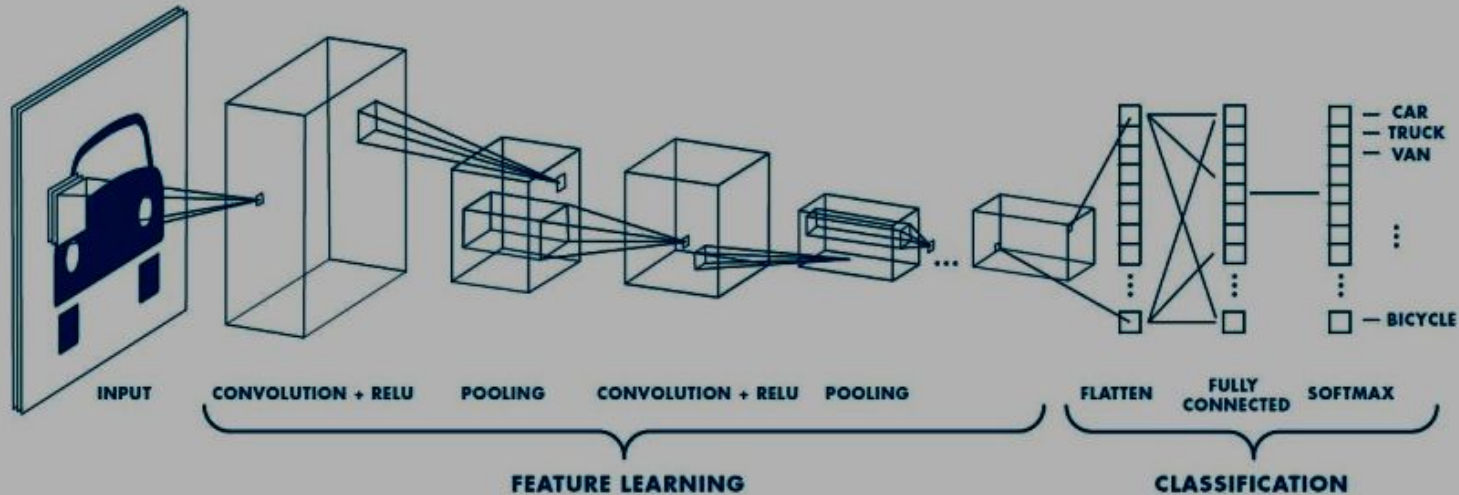 CAR
TRUCK
VAN
BICYCLE
INPUT
CONVOLUTION + RELU
POOLING
CONVOLUTION + RELU
POOLING
FLATTEN
FULLY
CONNECTED
SOFTMAX
FEATURE LEARNING
CLASSIFICATION